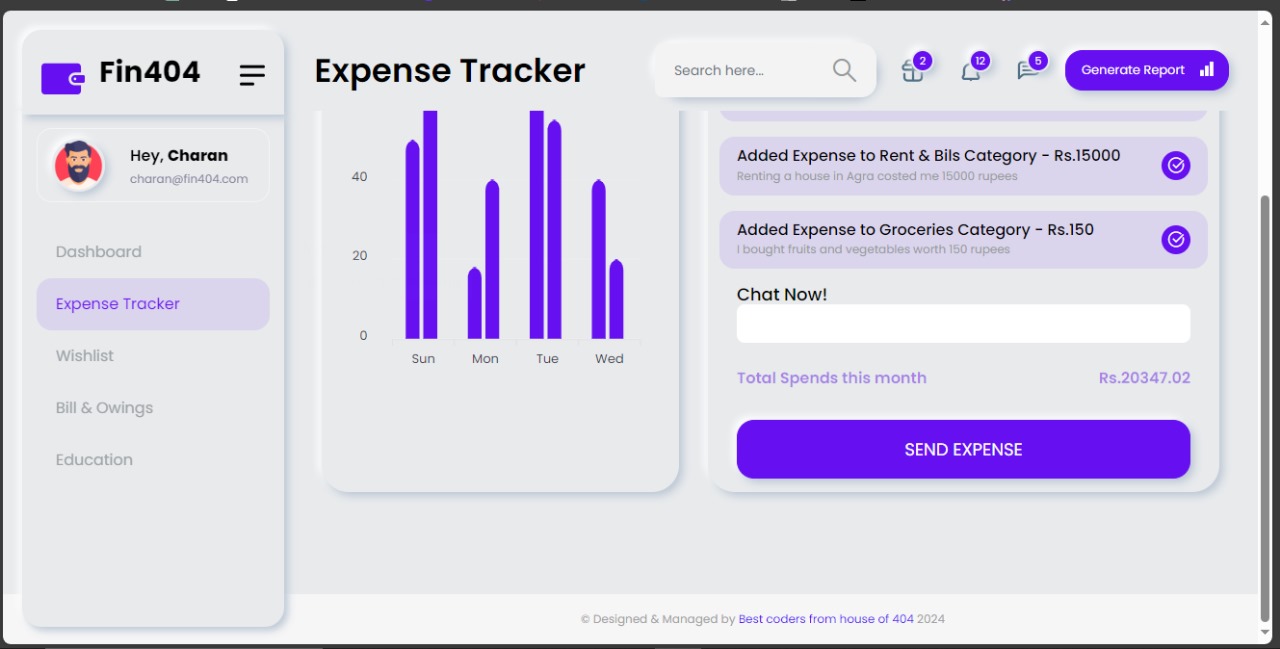 Fin404
Expense Tracker
Search here...
2
12
5
Generate Report
Hey, Charan
charan@fin404.com
Dashboard
Expense Tracker
Wishlist
Bill & Owings
Education
40
20
0
Sun Mon Tue Wed
Added Expense to Rent & Bils Category - Rs.15000
Renting a house in Agra costed me 15000 rupees
Added Expense to Groceries Category - Rs.150
I bought fruits and vegetables worth 150 rupees
Chat Now!
Total Spends this month Rs.20347.02
SEND EXPENSE
© Designed & Managed by Best coders from house of 404 2024